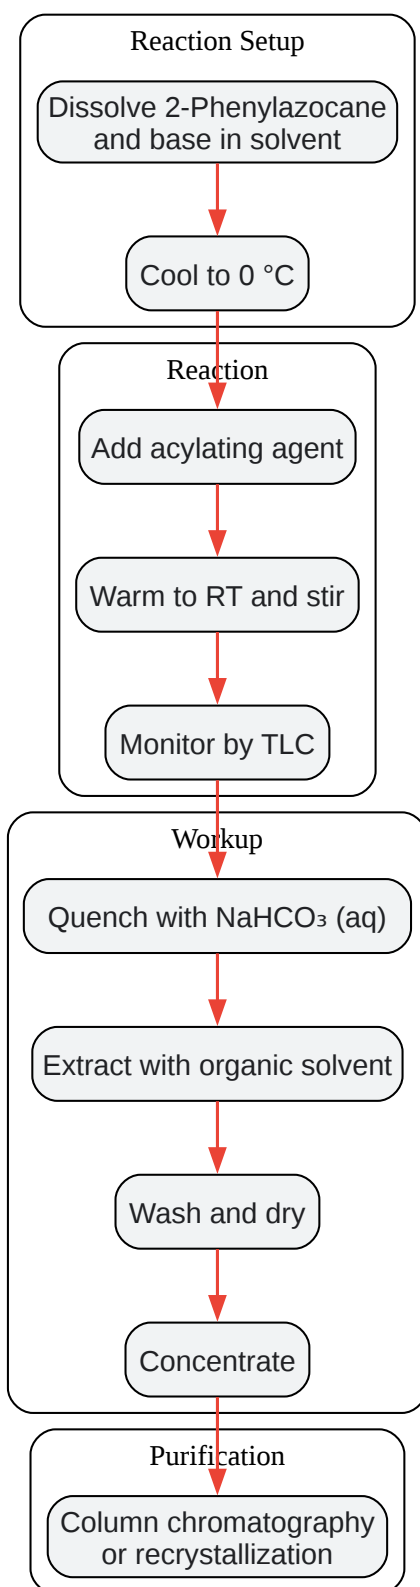 Reaction Setup
Dissolve 2-Phenylazocane
and base in solvent
Cool to 0 °C
Reaction
Add acylating agent
Warm to RT and stir
Monitor by TLC
Workup
Quench with NaHCO₃ (aq)
Extract with organic solvent
Wash and dry
Concentrate
Purification
Column chromatography
or recrystallization